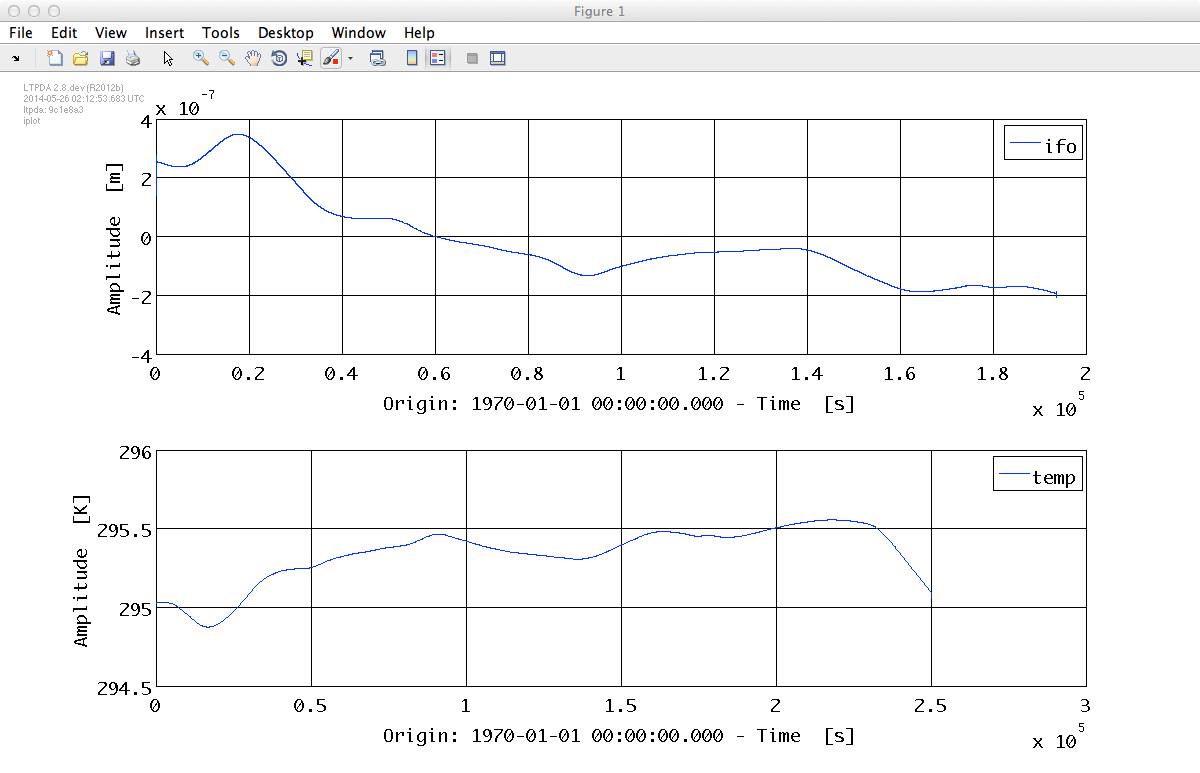 Figure 1
File Edit View Insert Tools Desktop Window Help
LTPDA 2.8.dev (R2012b)
2014-05-26 02:12:53.683 UTC
ltpda: 9c1e8a3
iplot
x 10^-7
4
2
0
-2
-4
Amplitude [m]
ifo
0 0.2 0.4 0.6 0.8 1 1.2 1.4 1.6 1.8 2
Origin: 1970-01-01 00:00:00.000 - Time [s]
x 10^5
296
295.5
295
294.5
Amplitude [K]
temp
0 0.5 1 1.5 2 2.5 3
Origin: 1970-01-01 00:00:00.000 - Time [s]
x 10^5